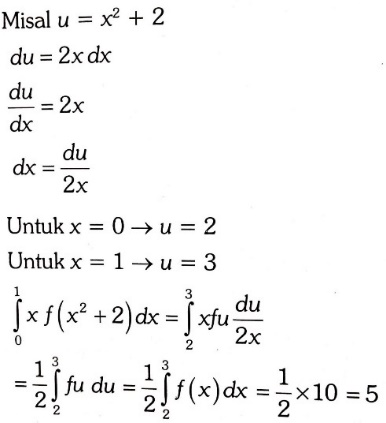 Misal u = x² + 2
du = 2x dx
du/dx = 2x
dx = du/2x
Untuk x = 0 → u = 2
Untuk x = 1 → u = 3
∫₀¹ x f(x² + 2) dx = ∫₂³ xfu du/2x
= 1/2 ∫₂³ fu du = 1/2 ∫₂³ f(x) dx = 1/2 × 10 = 5